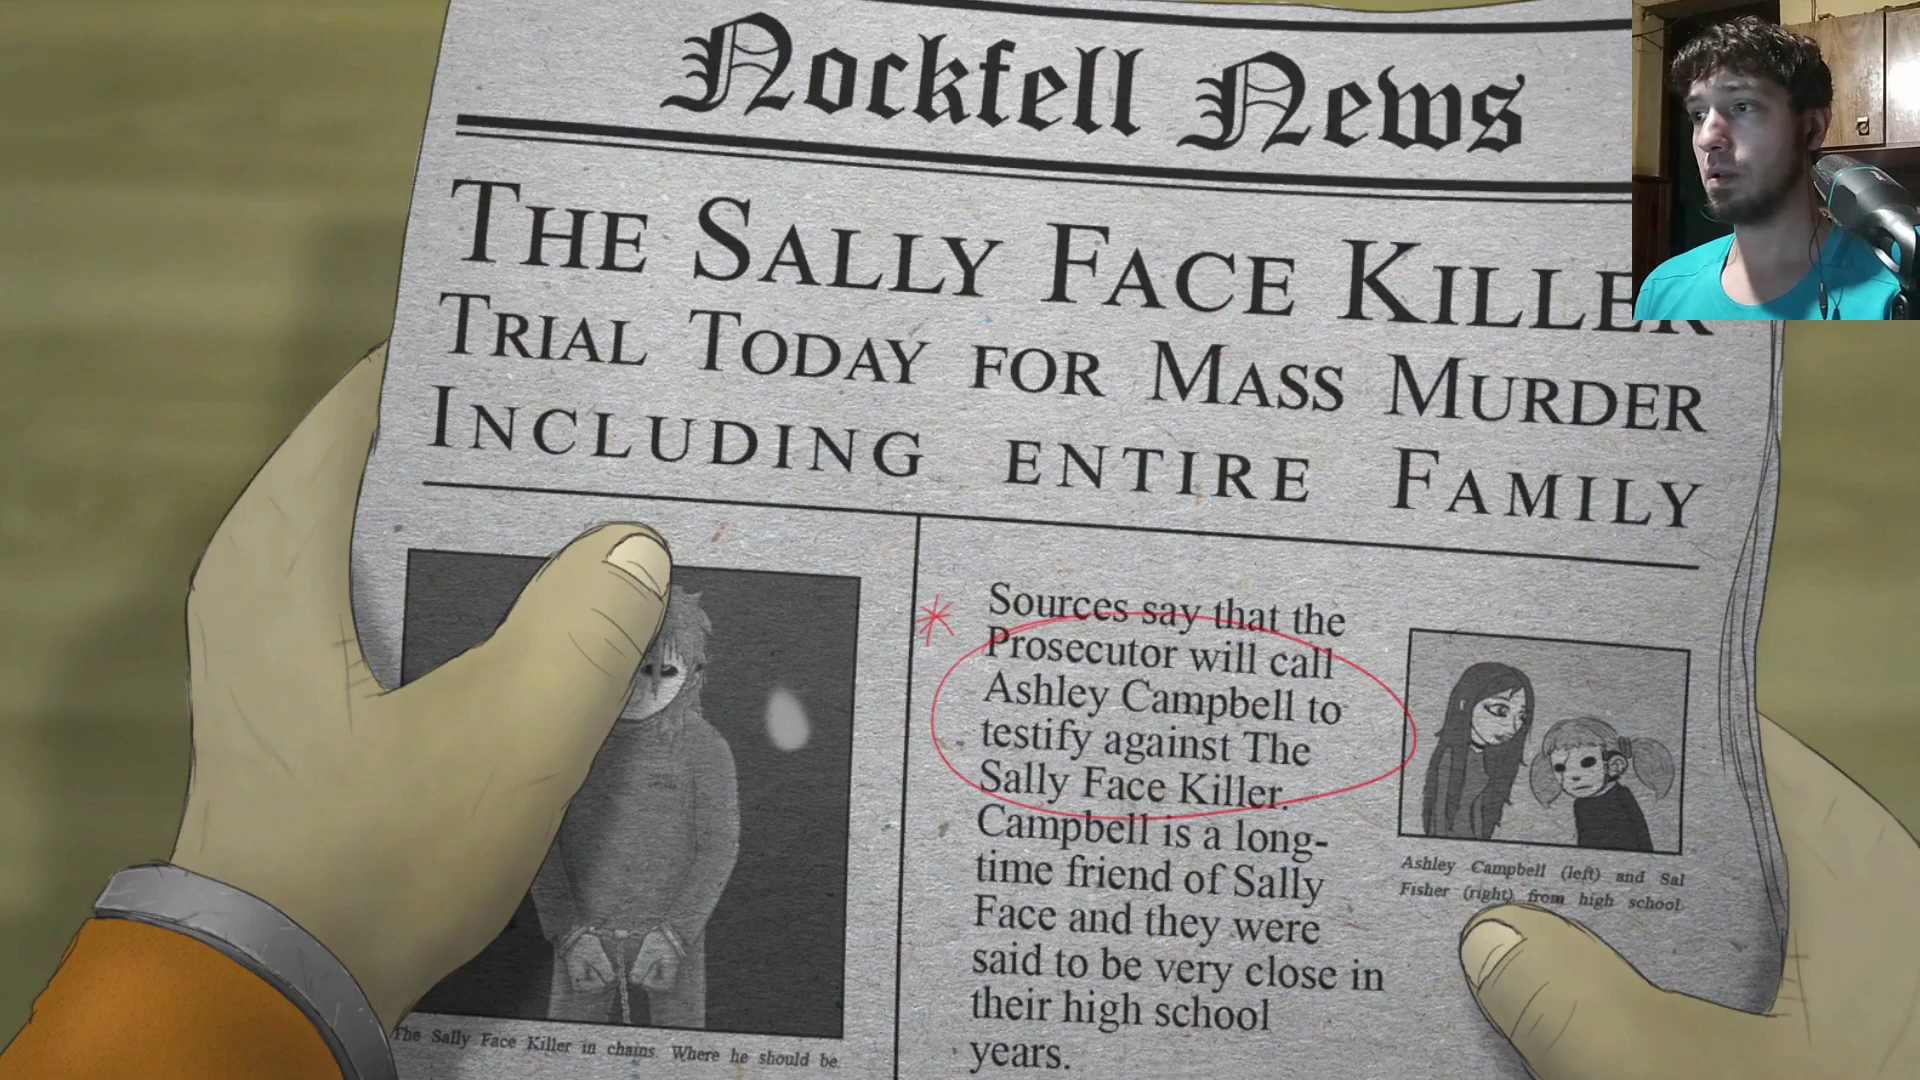 Nockfell News
THE SALLY FACE KILLER
TRIAL TODAY FOR MASS MURDER
INCLUDING ENTIRE FAMILY
Sources say that the
Prosecutor will call
Ashley Campbell to
testify against The
Sally Face Killer.
Campbell is a long-
time friend of Sally
Face and they were
said to be very close in
their high school
years.
Ashley Campbell (left) and Sal
Fisher (right) from high school.
The Sally Face Killer in chains. Where he should be.